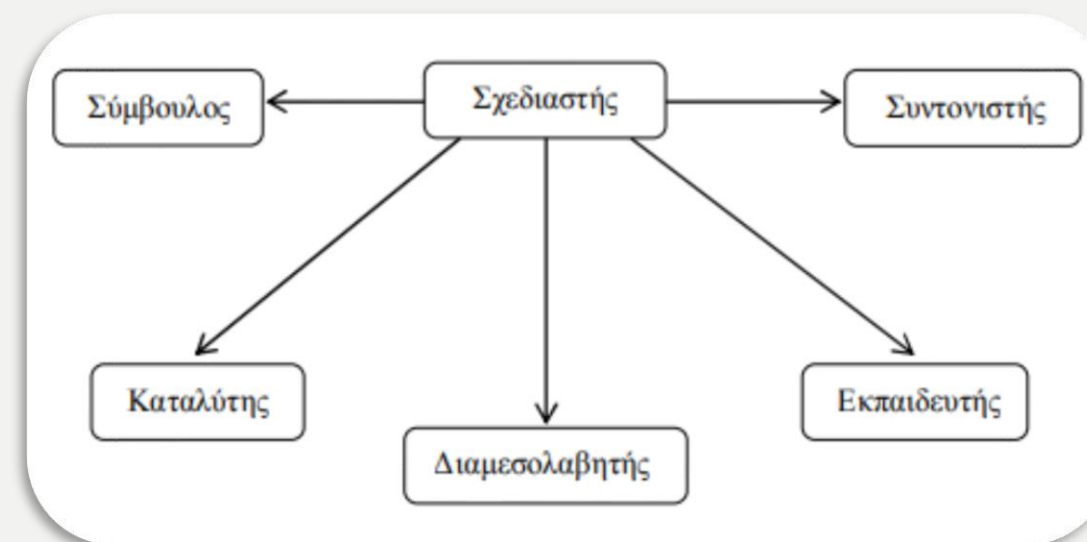 Σύμβουλος
Σχεδιαστής
Συντονιστής
Καταλύτης
Διαμεσολαβητής
Εκπαιδευτής